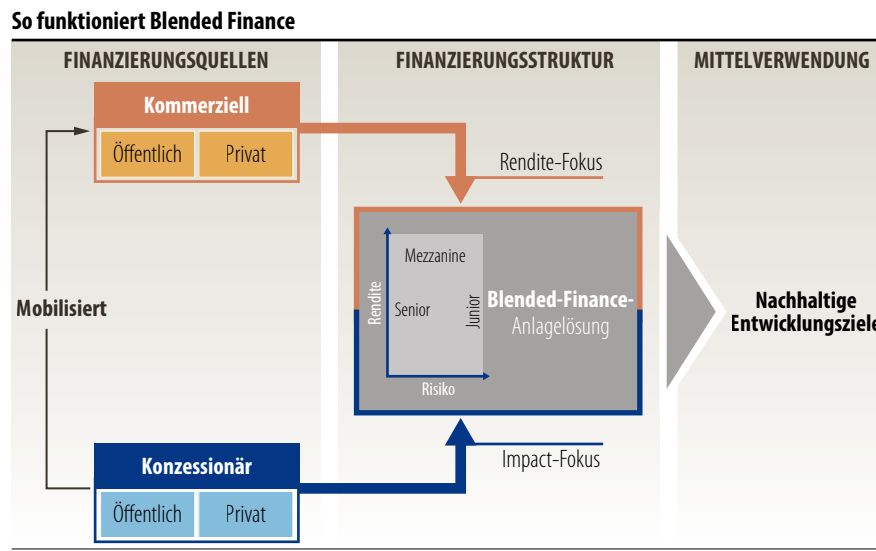 So funktioniert Blended Finance
FINANZIERUNGSQUELLEN
FINANZIERUNGSSTRUKTUR
MITTELVERWENDUNG
Kommerziell
Öffentlich
Privat
Rendite-Fokus
Mobilisiert
Rendite
Mezzanine
Senior
Junior
Risiko
Blended-Finance-
Anlagelösung
Nachhaltige
Entwicklungsziele
Impact-Fokus
Konzessionär
Öffentlich
Privat